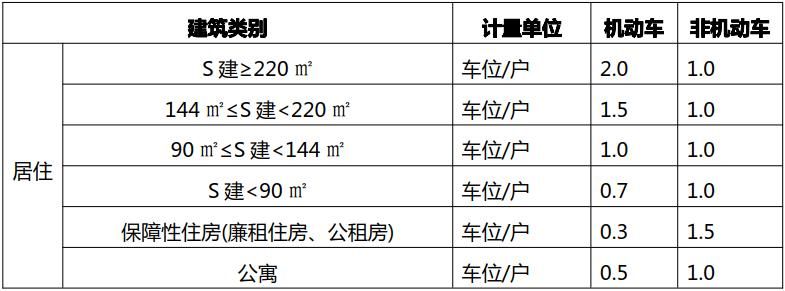 建筑类别 计量单位 机动车 非机动车
S 建≥220 ㎡ 车位/户 2.0 1.0
144 ㎡≤S 建<220 ㎡ 车位/户 1.5 1.0
90 ㎡≤S 建<144 ㎡ 车位/户 1.0 1.0
居住
S 建<90 ㎡ 车位/户 0.7 1.0
保障性住房(廉租住房、公租房) 车位/户 0.3 1.5
公寓 车位/户 0.5 1.0